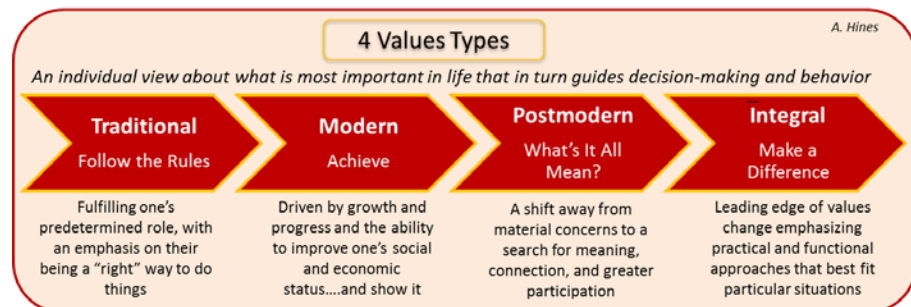 A. Hines
4 Values Types
An individual view about what is most important in life that in turn guides decision-making and behavior
Traditional
Follow the Rules
Modern
Achieve
Postmodern
What's It All
Mean?
Integral
Make a
Difference
Fulfilling one's
predetermined role, with
an emphasis on their
being a "right" way to do
things
Driven by growth and
progress and the ability
to improve one's social
and economic
status....and show it
A shift away from
material concerns to a
search for meaning,
connection, and greater
participation
Leading edge of values
change emphasizing
practical and functional
approaches that best fit
particular situations